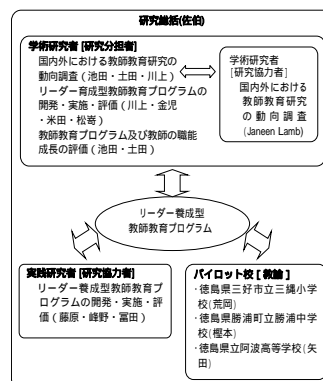 研究総括(佐伯)
学術研究者 [研究分担者]
国内外における教師教育研究の
動向調査(池田・土田・川上)
リーダー育成型教師教育プログラムの
開発・実施・評価(川上・金児
・米田・松嵜)
教師教育プログラム及び教師の職能
成長の評価(池田・土田)
学術研究者
[研究協力者]
国内外における
教師教育研究
の動向調査
(Janeen Lamb)
リーダー養成型
教師教育プログラム
実践研究者 [研究協力者]
リーダー養成型教師教育プ
ログラムの開発・実施・評
価(藤原・峰野・冨田)
パイロット校 [教諭]
・徳島県三好市立三縄小学
校(荒岡)
・徳島県勝浦町立勝浦中学
校(樫本)
・徳島県立阿波高等学校(矢
田)